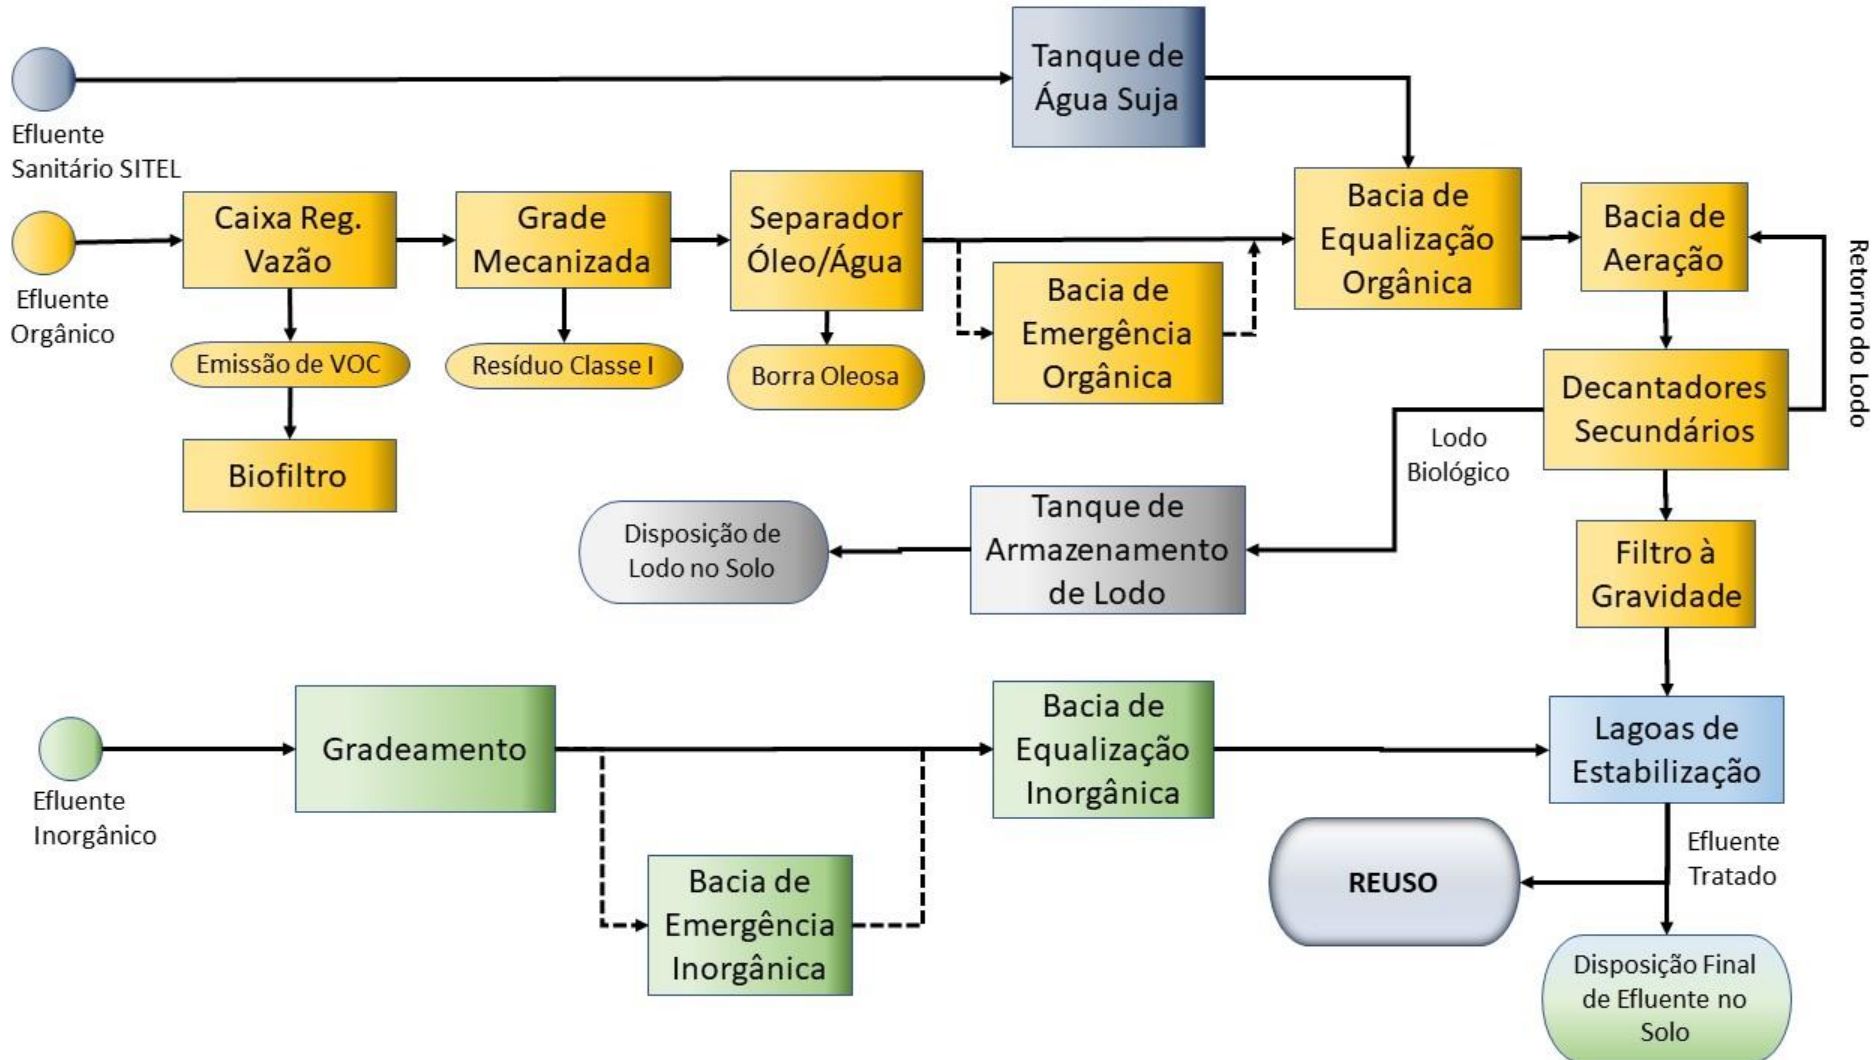 Tanque de
Água Suja
Efluente
Sanitário SITEL
Efluente
Orgânico
Caixa Reg.
Vazão
Grade
Mecanizada
Separador
Óleo/Água
Bacia de
Emergência
Orgânica
Bacia de
Equalização
Orgânica
Bacia de
Aeração
Retorno do Lodo
Emissão de VOC
Resíduo Classe I
Borra Oleosa
Biofiltro
Decantadores
Secundários
Lodo
Biológico
Disposição de
Lodo no Solo
Tanque de
Armazenamento
de Lodo
Filtro à
Gravidade
Efluente
Inorgânico
Gradeamento
Bacia de
Emergência
Inorgânica
Bacia de
Equalização
Inorgânica
Lagoas de
Estabilização
Efluente
Tratado
REUSO
Disposição Final
de Efluente no
Solo